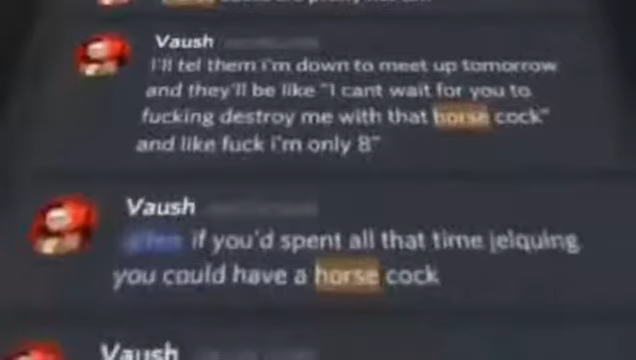 Vaush
I'll tel them i'm down to meet up tomorrow
and they'll be like "I cant wait for you to
fucking destroy me with that horse cock"
and like fuck i'm only 8"
Vaush
if you'd spent all that time jelquing
you could have a horse cock
Vaush